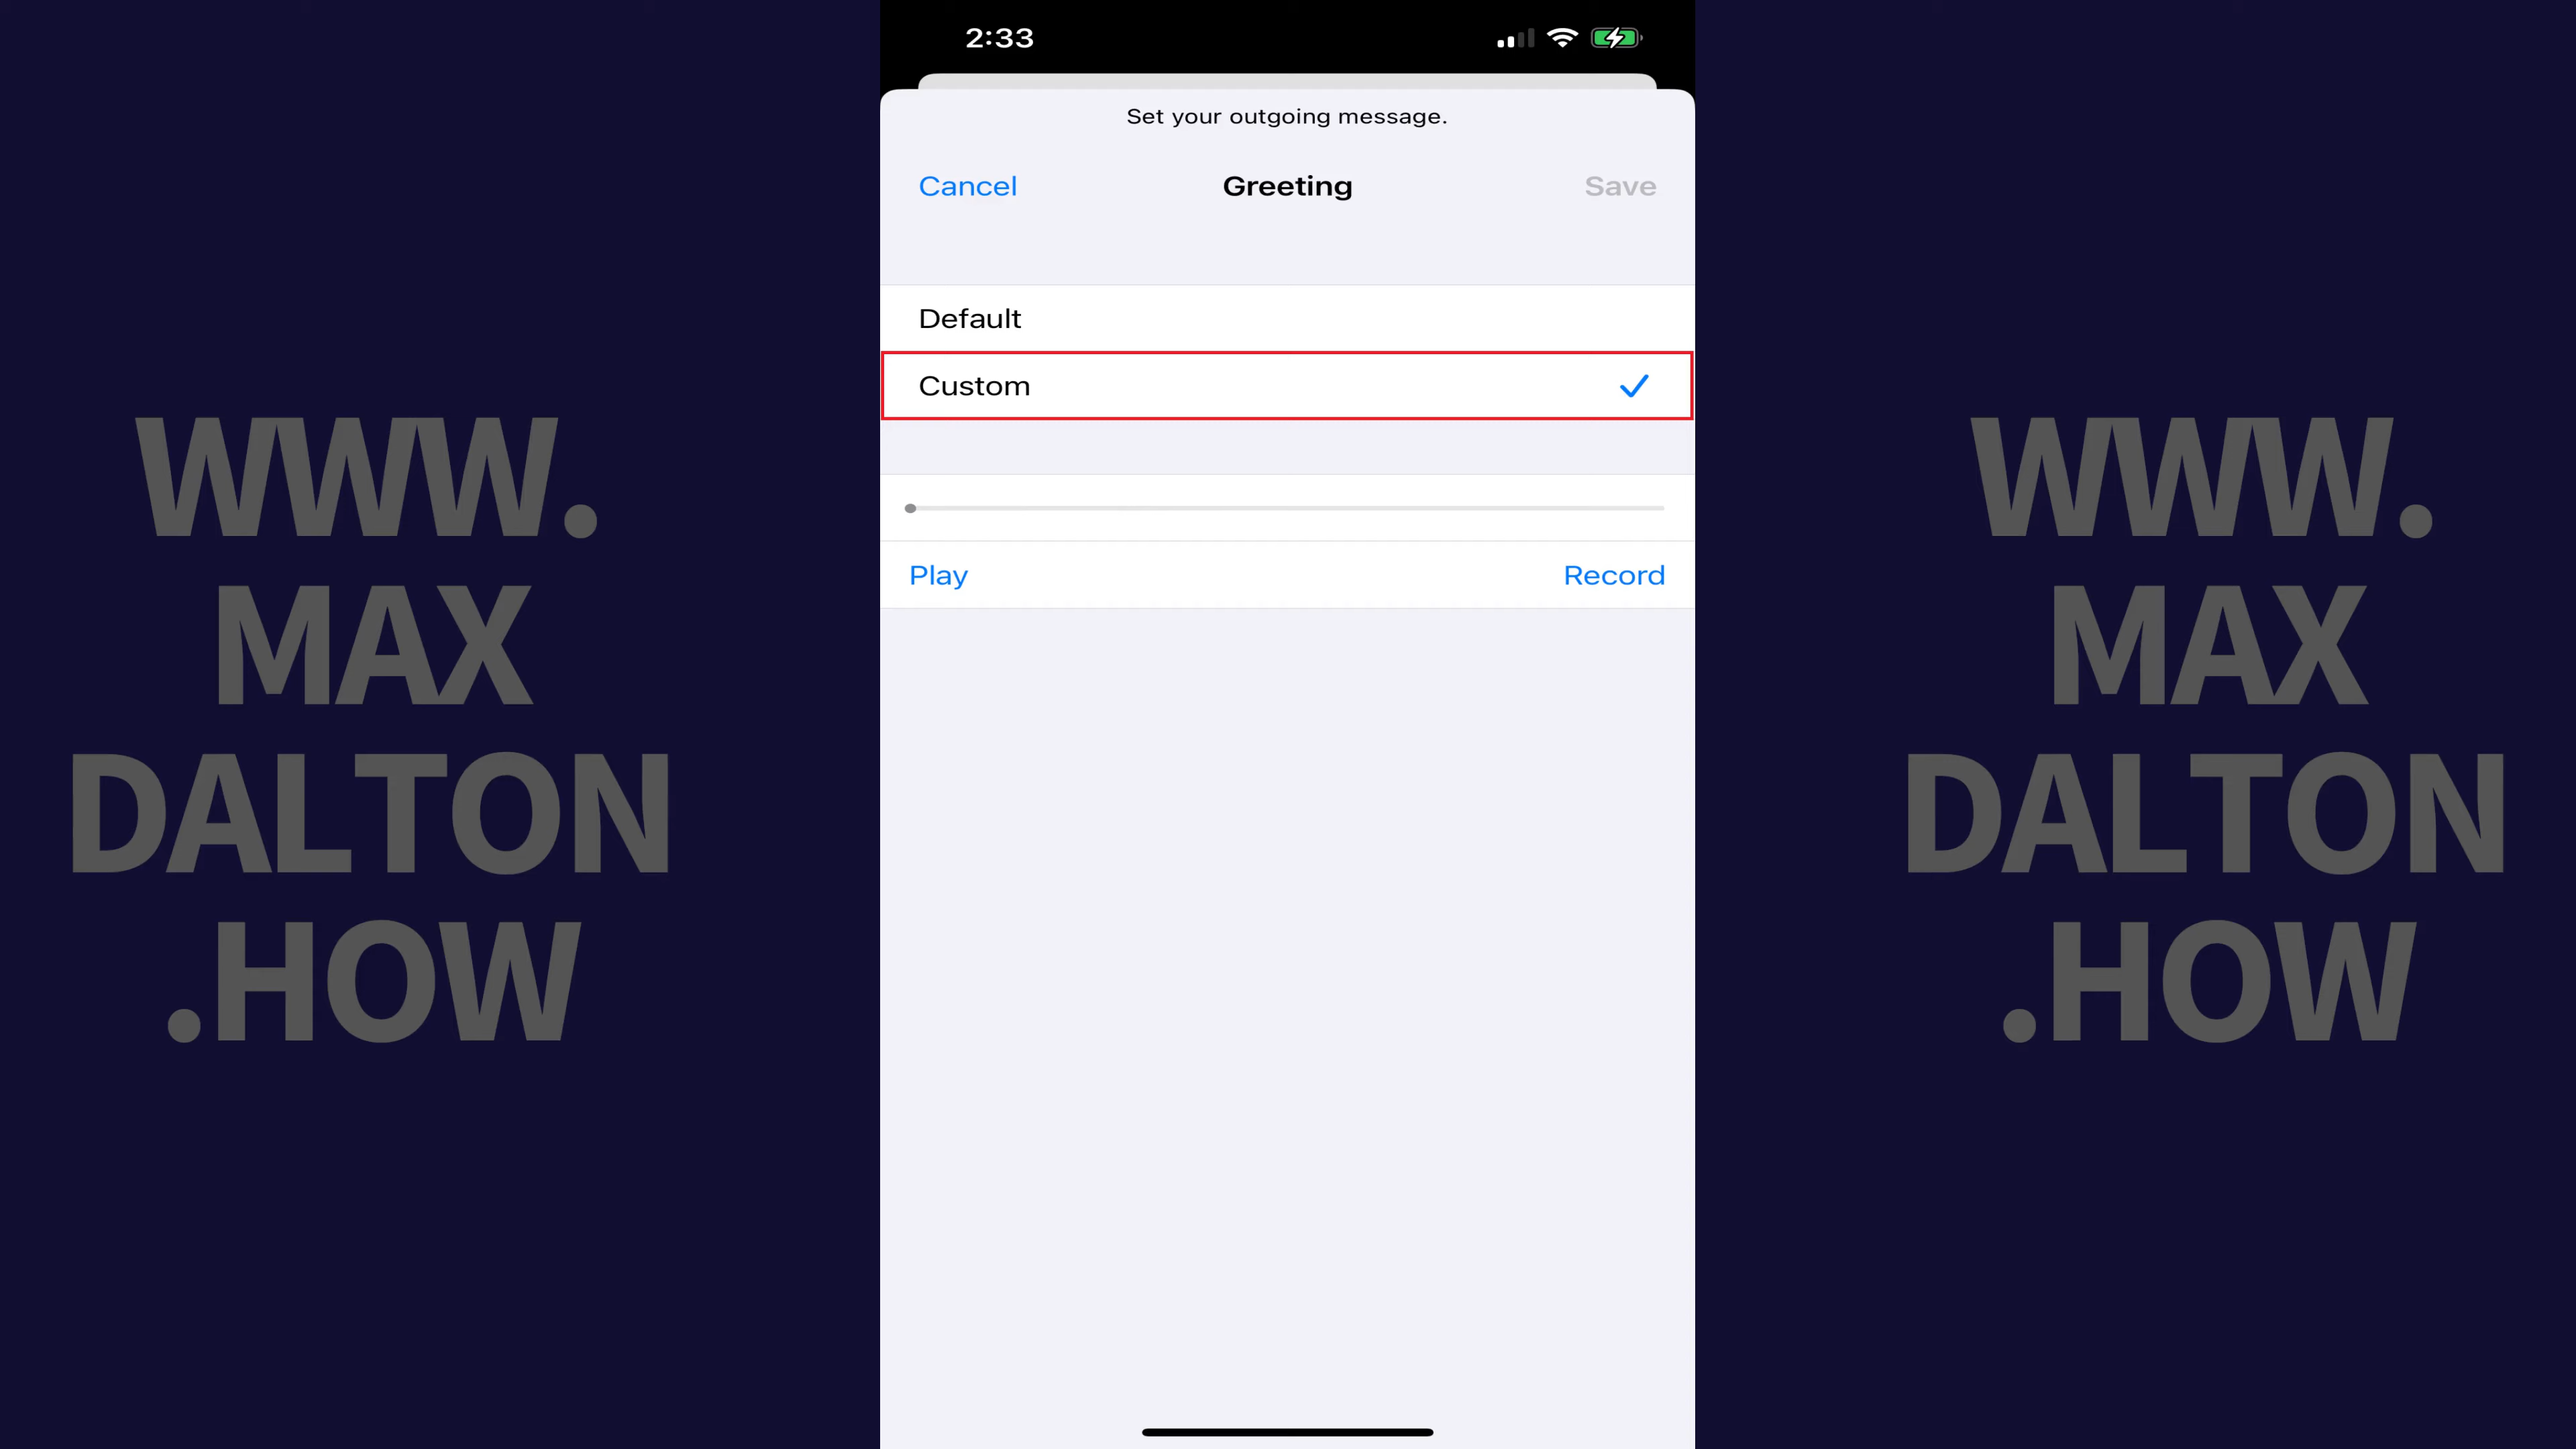 2:33
Set your outgoing message.
Cancel Greeting Save
Default
Custom
Play Record
WWW.
MAX
DALTON
.HOW
WWW.
MAX
DALTON
.HOW